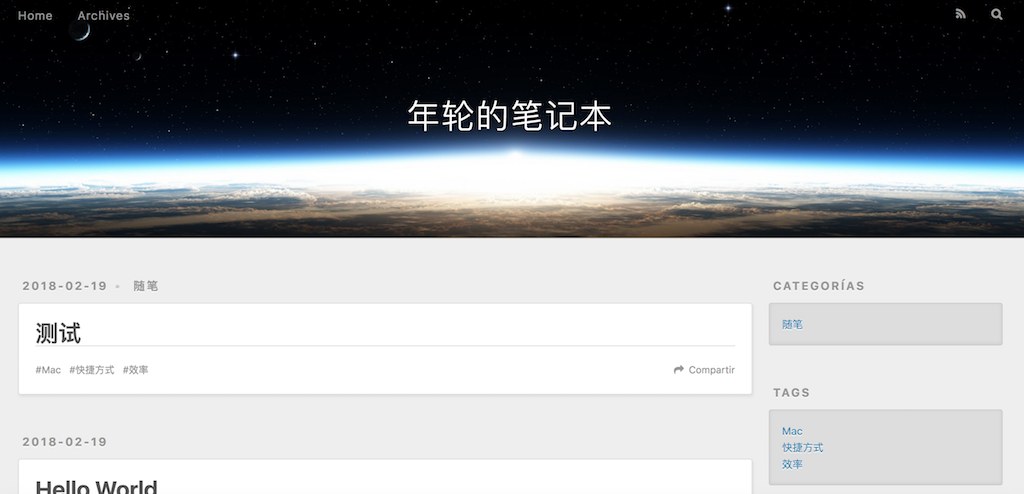 Home Archives
年轮的笔记本
2018-02-19 • 随笔
测试
#Mac #快捷方式 #效率
Compartir
2018-02-19
Hello World
CATEGORÍAS
随笔
TAGS
Mac
快捷方式
效率